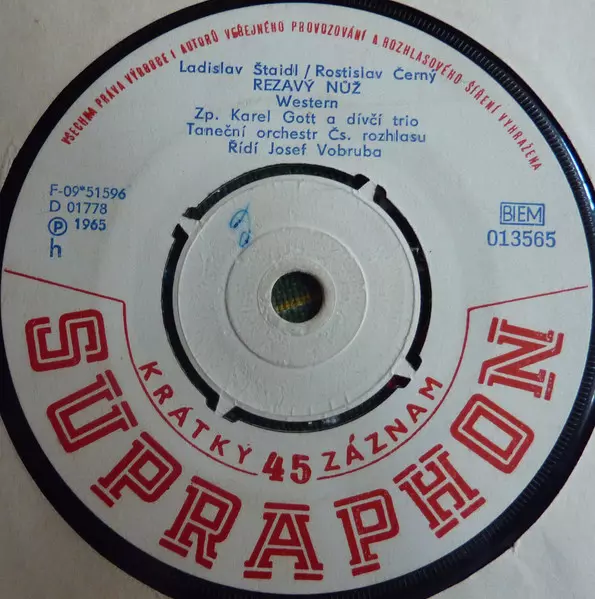 VŠECHNA PRÁVA VÝROBCE I AUTORŮ VEŘEJNÉHO PROVOZOVÁNÍ A ROZHLASOVÉHO ŠÍŘENÍ VYHRAŽENA
Ladislav Štaidl / Rostislav Černý
REZAVÝ NŮŽ
Western
Zp. Karel Gott a dívčí trio
Taneční orchestr Čs. rozhlasu
Řídí Josef Vobruba
F-09*51596
D 01778
Ⓟ 1965
h
BIEM
013565
KRÁTKÝ 45 ZÁZNAM
SUPRAPHON